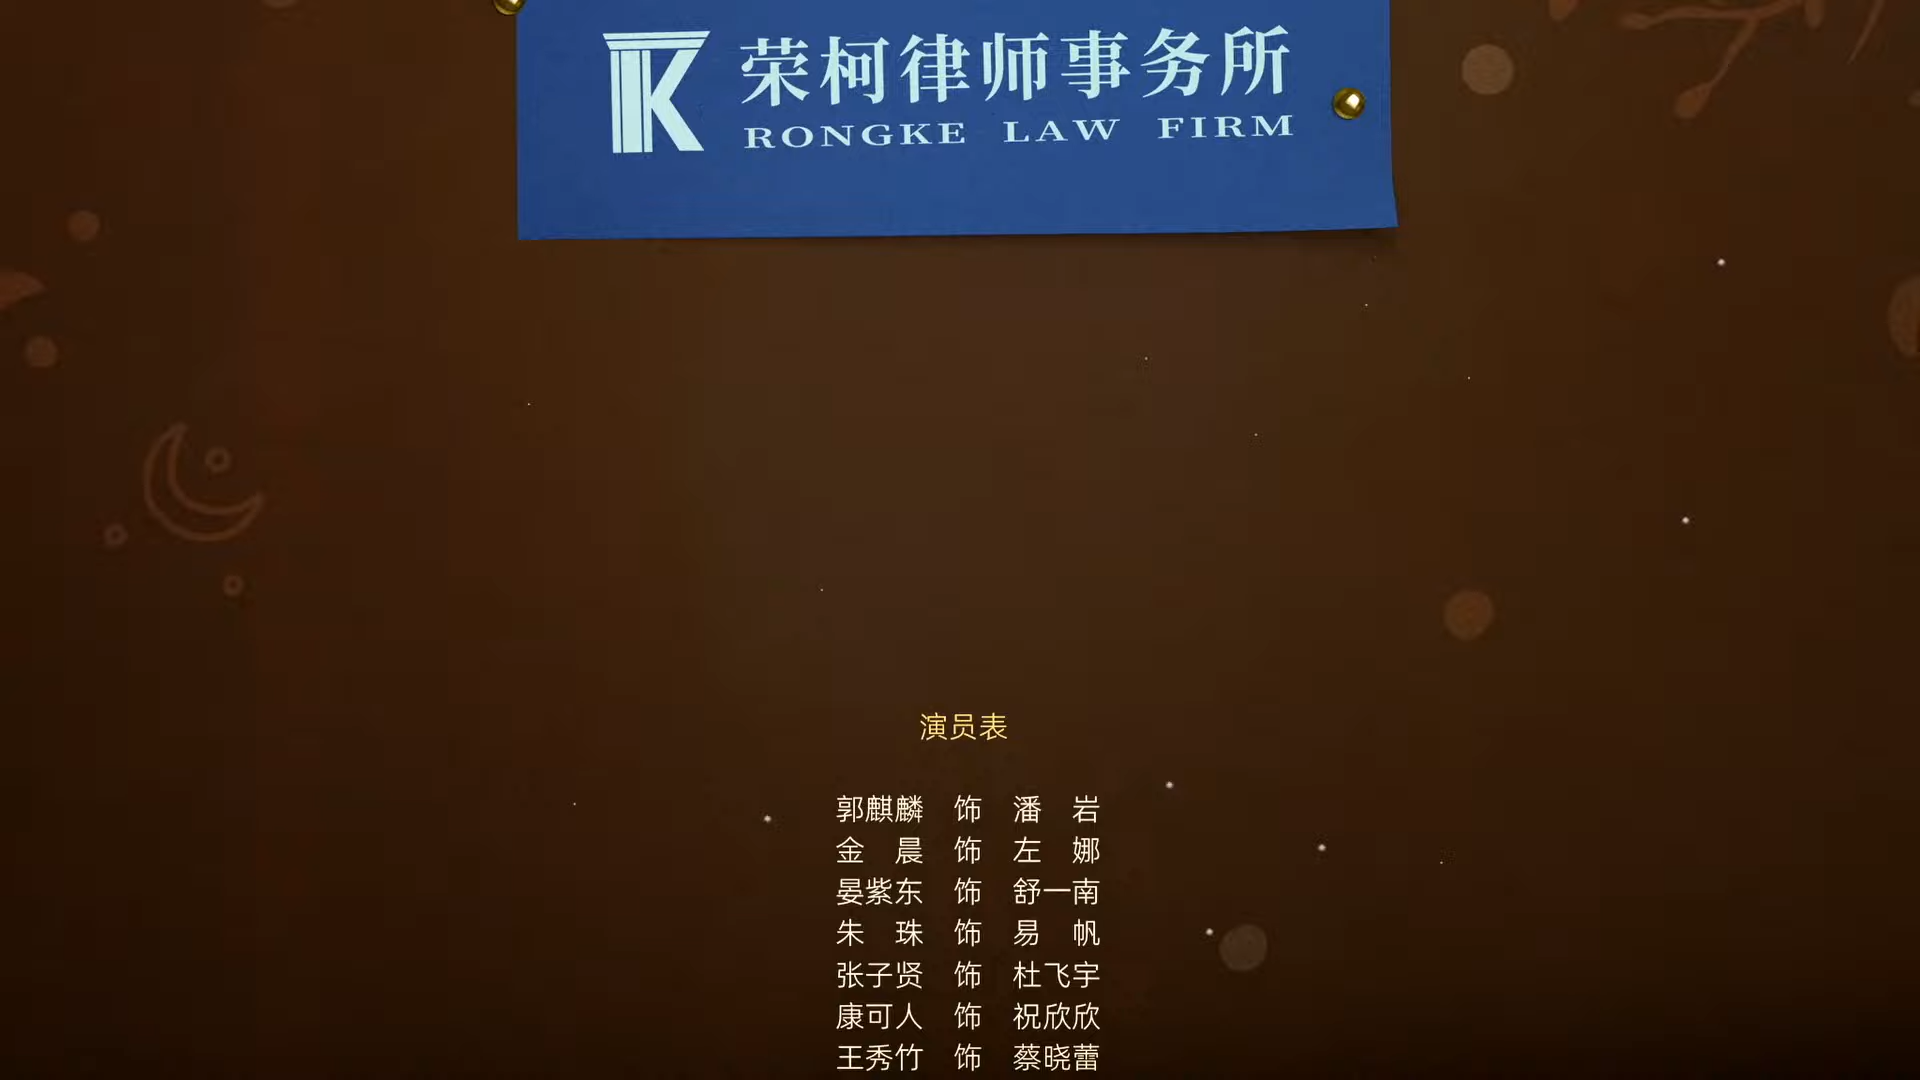 荣柯律师事务所
RONGKE LAW FIRM
演员表
郭麒麟 饰 潘 岩
金 晨 饰 左 娜
晏紫东 饰 舒一南
朱 珠 饰 易 帆
张子贤 饰 杜飞宇
康可人 饰 祝欣欣
王秀竹 饰 蔡晓蕾